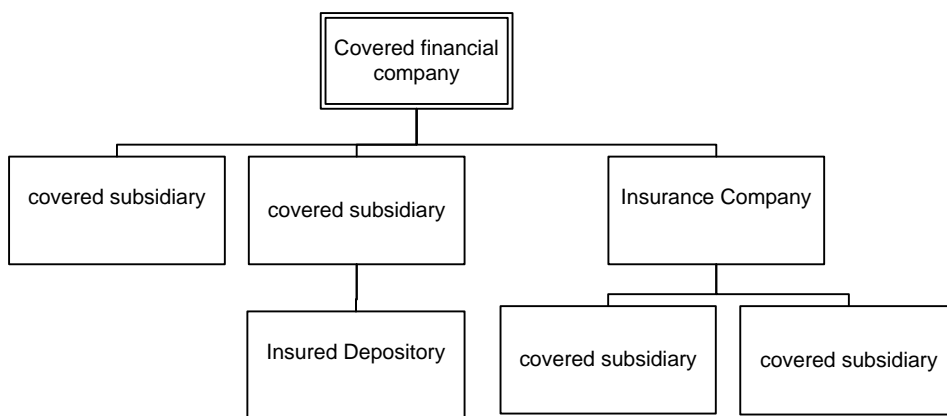 Covered financial
company
covered subsidiary
covered subsidiary
Insurance Company
Insured Depository
covered subsidiary
covered subsidiary